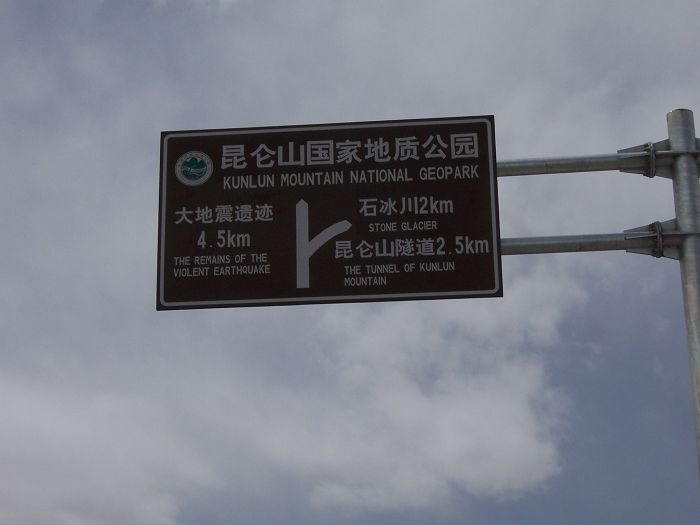 昆仑山国家地质公园
KUNLUN MOUNTAIN NATIONAL GEOPARK
大地震遗迹
4.5km
THE REMAINS OF THE
VIOLENT EARTHQUAKE
石冰川2km
STONE GLACIER
昆仑山隧道2.5km
THE TUNNEL OF KUNLUN
MOUNTAIN